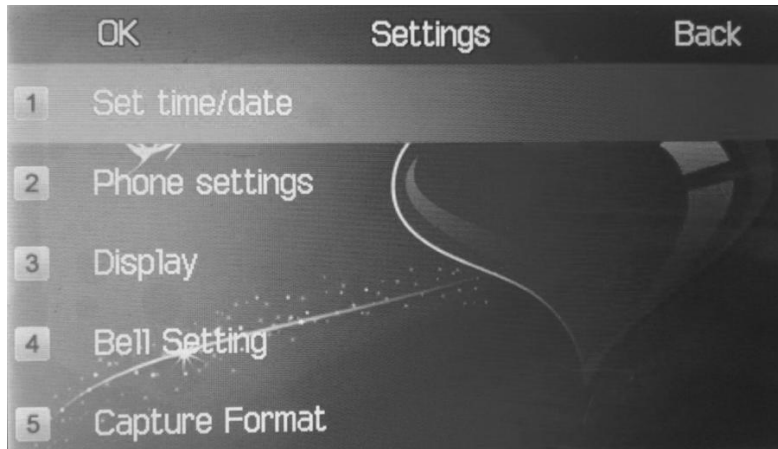 OK Settings Back
1 Set time/date
2 Phone settings
3 Display
4 Bell Setting
5 Capture Format